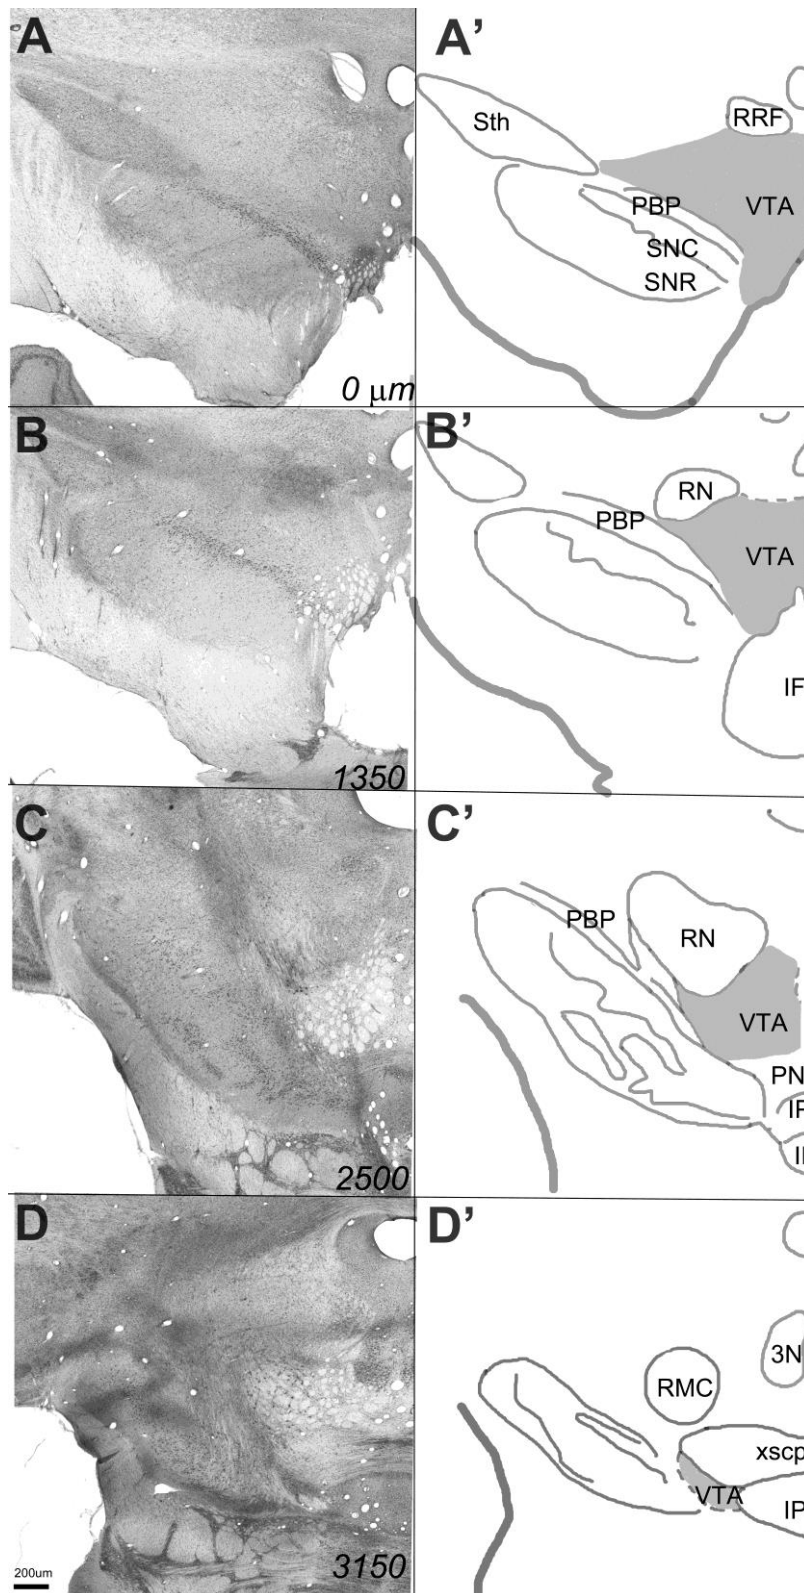 A
A'
Sth
RRF
PBP
VTA
SNC
SNR
0 µm
B
B'
RN
PBP
VTA
IF
1350
C
C'
PBP
RN
VTA
PN
IP
2500
D
D'
3N
RMC
xscp
VTA
IP
200um
3150